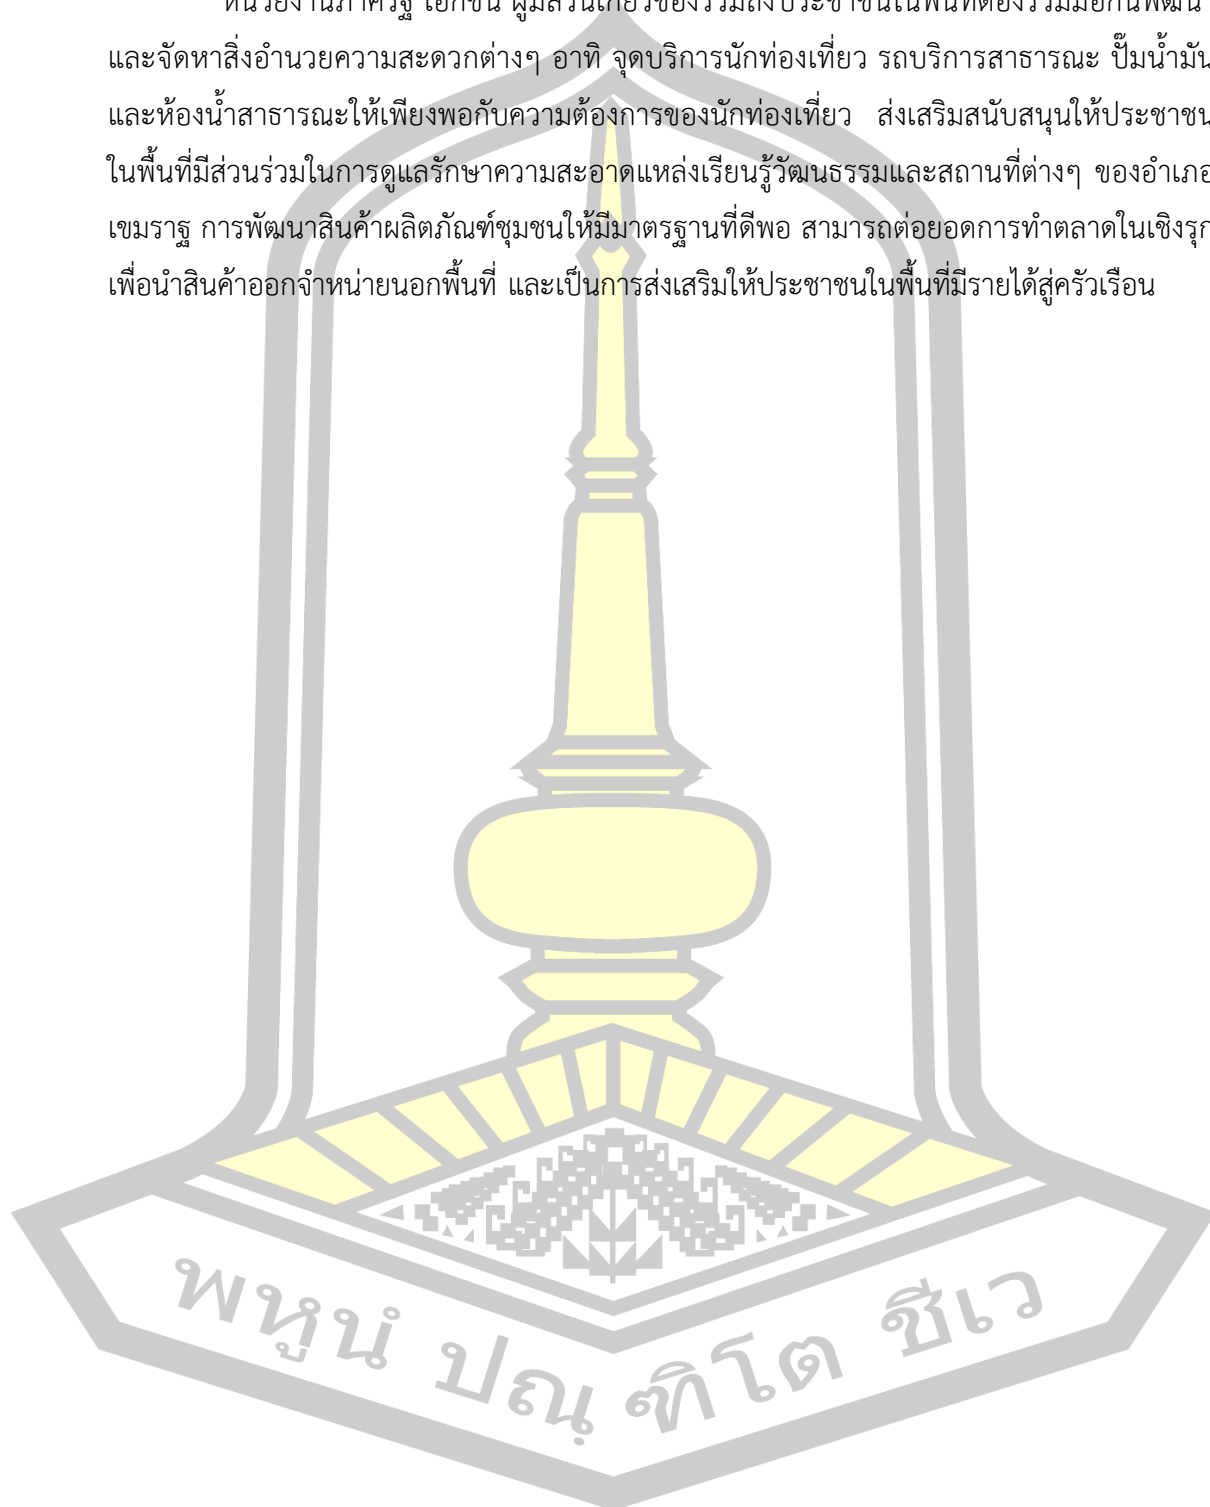 หน่วยงานภาครัฐ เอกชน ผู้มีส่วนเกี่ยวข้องรวมถึงประชาชนในพื้นที่ต้องร่วมมือกันพัฒนา
และจัดหาสิ่งอำนวยความสะดวกต่างๆ อาทิ จุดบริการนักท่องเที่ยว รถบริการสาธารณะ ปั๊มน้ำมัน
และห้องน้ำสาธารณะให้เพียงพอกับความต้องการของนักท่องเที่ยว ส่งเสริมสนับสนุนให้ประชาชน
ในพื้นที่มีส่วนร่วมในการดูแลรักษาความสะอาดแหล่งเรียนรู้วัฒนธรรมและสถานที่ต่างๆ ของอำเภอ
เขมราฐ การพัฒนาสินค้าผลิตภัณฑ์ชุมชนให้มีมาตรฐานที่ดีพอ สามารถต่อยอดการทำตลาดในเชิงรุก
เพื่อนำสินค้าออกจำหน่ายนอกพื้นที่ และเป็นการส่งเสริมให้ประชาชนในพื้นที่มีรายได้สู่ครัวเรือน
พหูนํ ปณฺฑิโต ชีเว